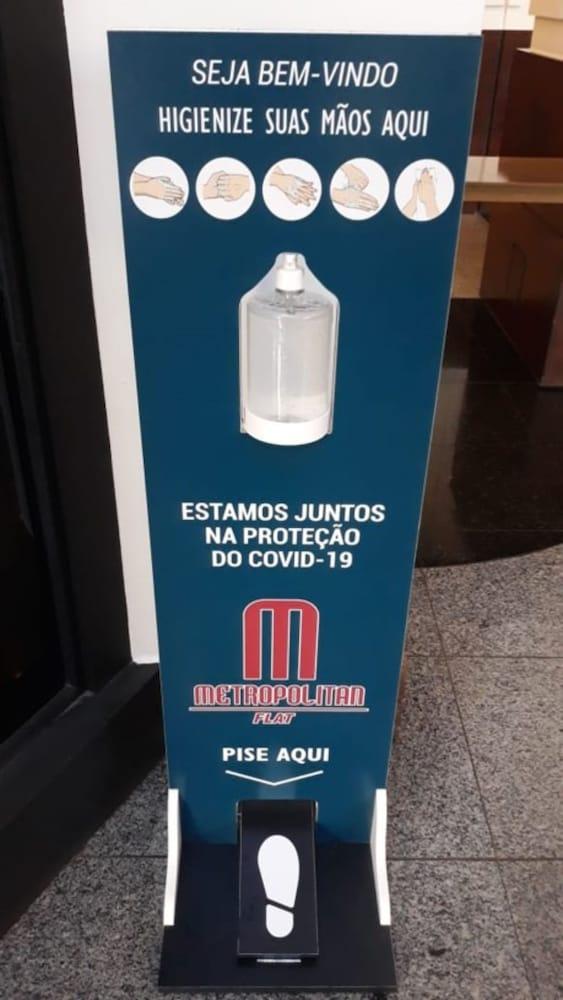 SEJA BEM-VINDO
HIGIENIZE SUAS MÃOS AQUI
ESTAMOS JUNTOS
NA PROTEÇÃO
DO COVID-19
M
METROPOLITAN
FLAT
PISE AQUI